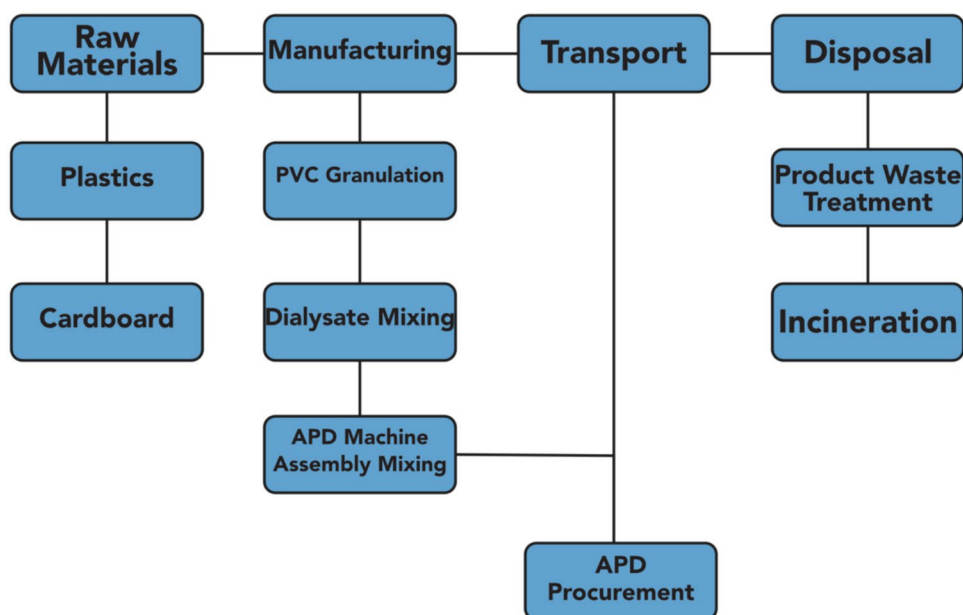 Raw
Materials
Manufacturing
Transport
Disposal
Plastics
PVC Granulation
Product Waste
Treatment
Cardboard
Dialysate Mixing
Incineration
APD Machine
Assembly Mixing
APD
Procurement